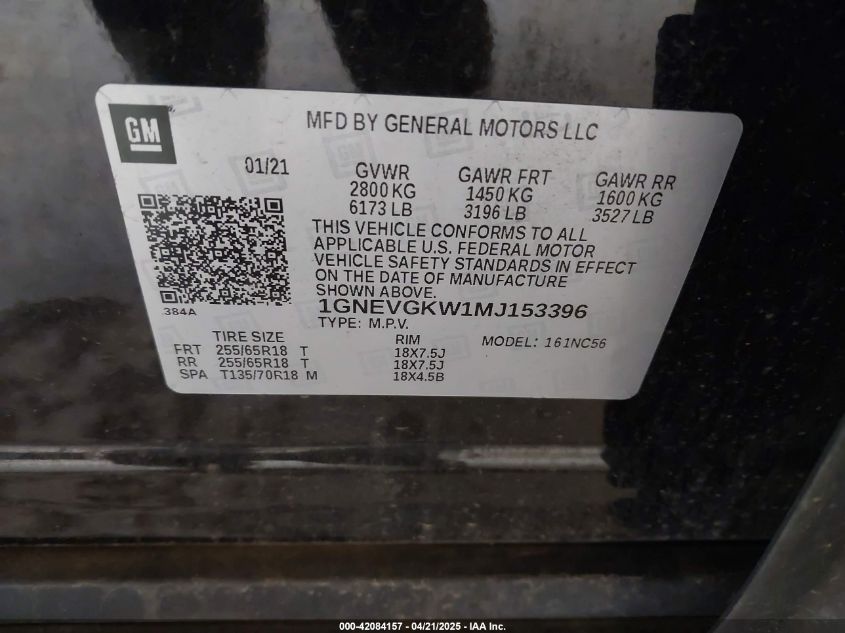 GM
MFD BY GENERAL MOTORS LLC
01/21
GVWR GAWR FRT GAWR RR
2800 KG 1450 KG 1600 KG
6173 LB 3196 LB 3527 LB
THIS VEHICLE CONFORMS TO ALL
APPLICABLE U.S. FEDERAL MOTOR
VEHICLE SAFETY STANDARDS IN EFFECT
ON THE DATE OF MANUFACTURE
SHOWN ABOVE.
384A
1GNEVGKW1MJ153396
TYPE: M.P.V.
TIRE SIZE RIM MODEL: 161NC56
FRT 255/65R18 T 18X7.5J
RR 255/65R18 T 18X7.5J
SPA T135/70R18 M 18X4.5B
000-42084157 - 04/21/2025 - IAA Inc.